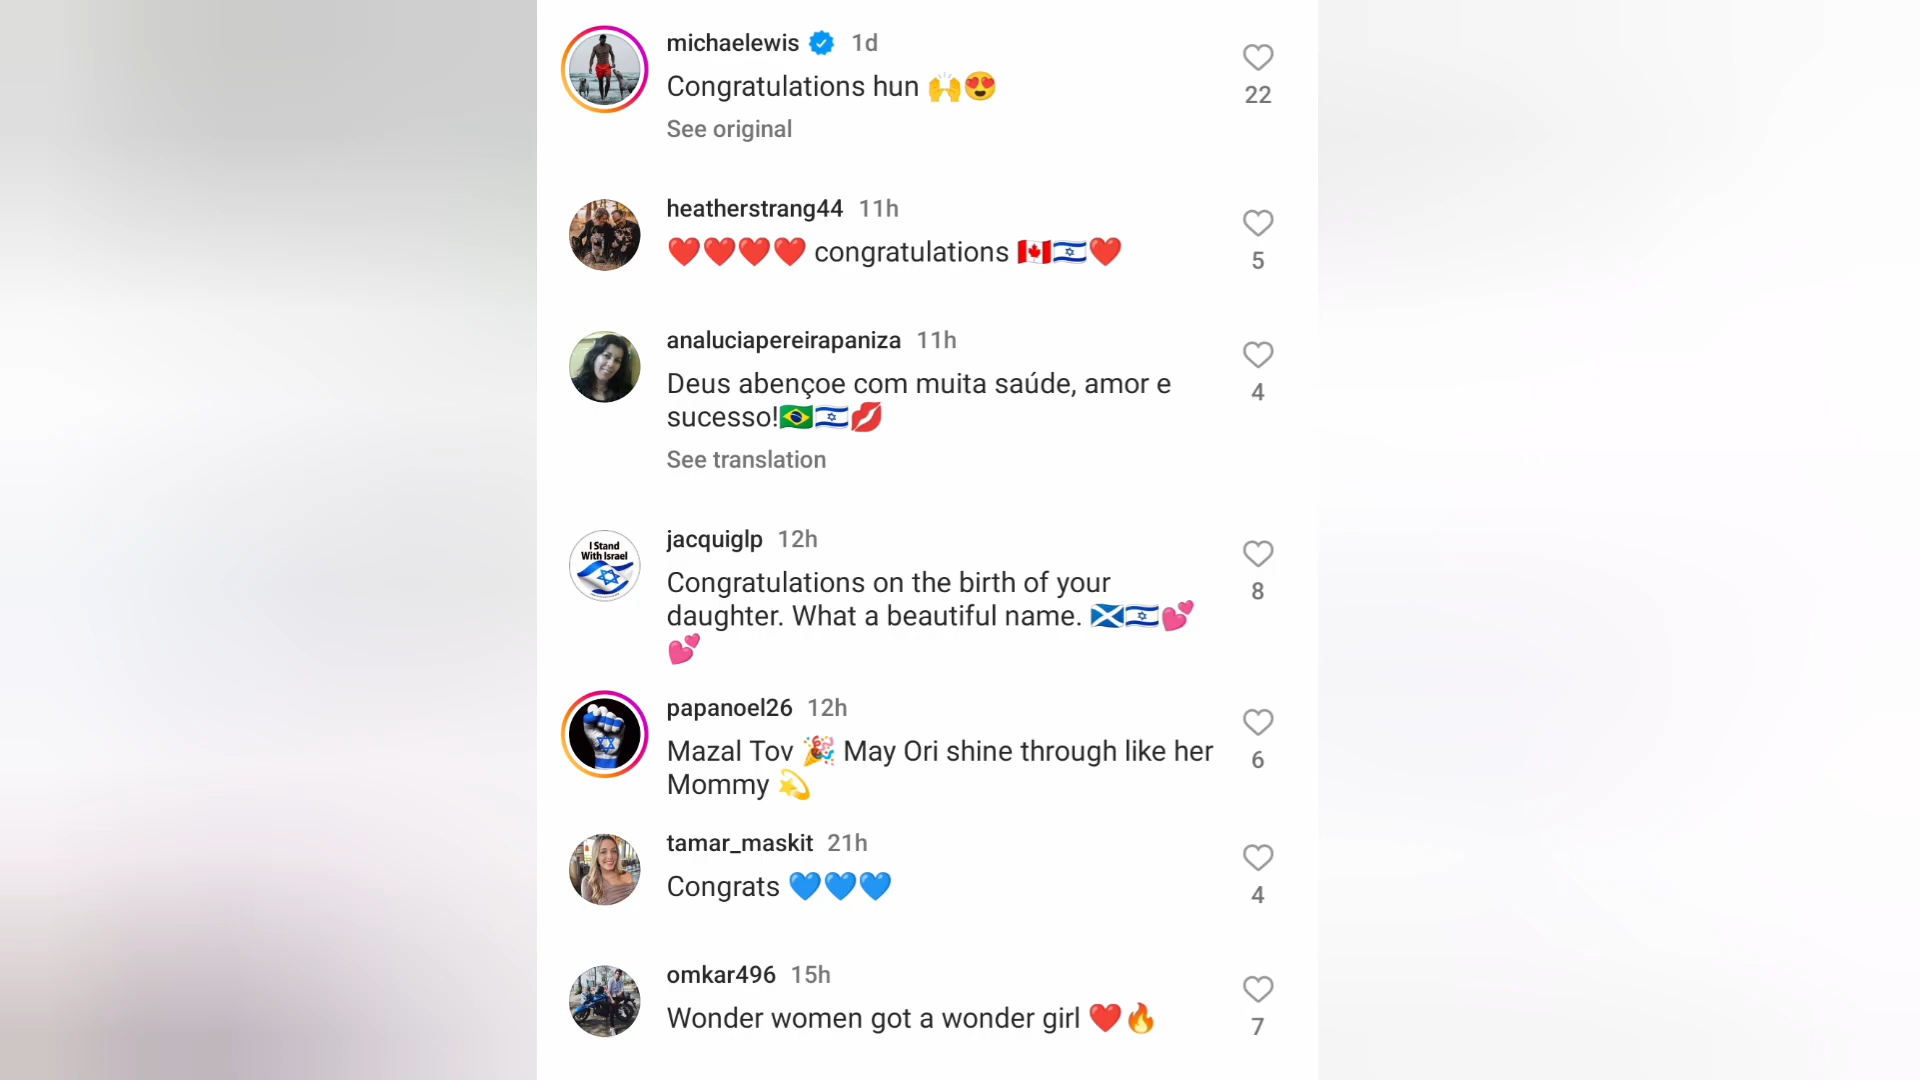 michaelewis 1d
Congratulations hun 🙌😍
22
See original
heatherstrang44 11h
❤️❤️❤️❤️ congratulations 🇨🇦🇮🇱❤️
5
analuciapereirapaniza 11h
Deus abençoe com muita saúde, amor e
sucesso!🇧🇷🇮🇱💋
4
See translation
I Stand
With Israel
jacquiglp 12h
Congratulations on the birth of your
daughter. What a beautiful name. 🏴󠁧󠁢󠁳󠁣󠁴󠁿🇮🇱💕
💕
8
papanoel26 12h
Mazal Tov 🎉 May Ori shine through like her
Mommy 💫
6
tamar_maskit 21h
Congrats 💙💙💙
4
omkar496 15h
Wonder women got a wonder girl ❤️🔥
7